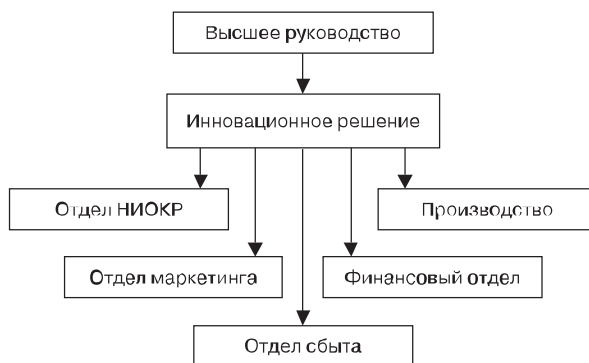 Высшее руководство
Инновационное решение
Отдел НИОКР
Производство
Отдел маркетинга
Финансовый отдел
Отдел сбыта